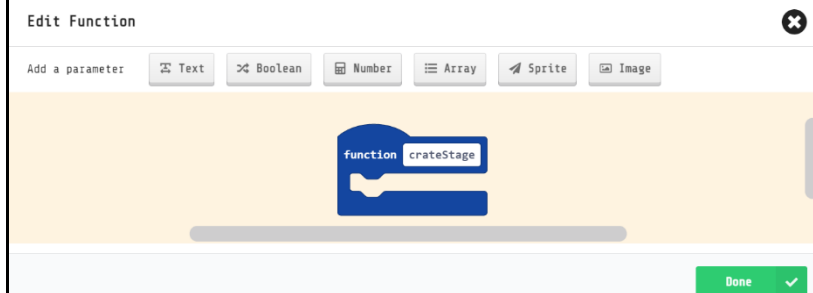 Edit Function
Add a parameter Text Boolean Number Array Sprite Image
function crateStage
Done